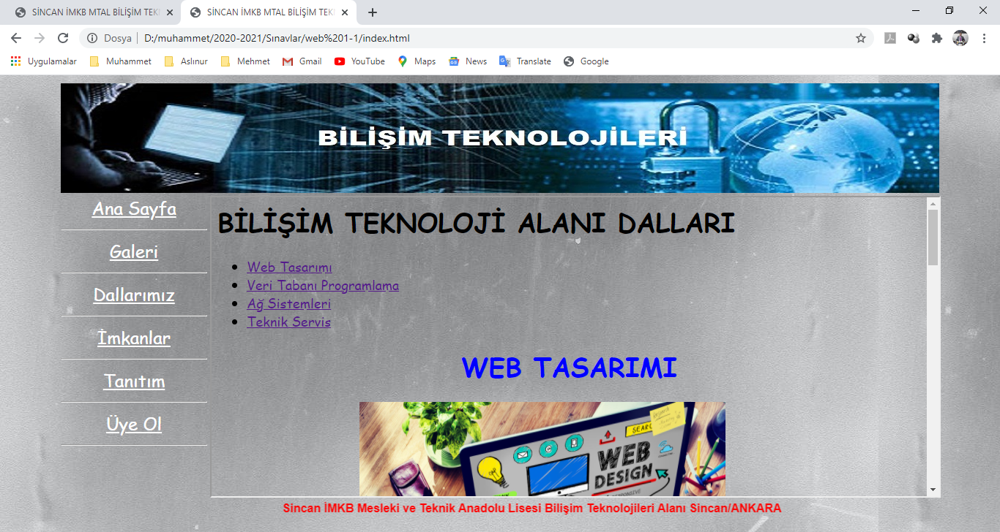 SİNCAN İMKB MTAL BİLİŞİM TEK
SİNCAN İMKB MTAL BİLİŞİM TEK
Dosya | D:/muhammet/2020-2021/Sınavlar/web%201-1/index.html
Uygulamalar Muhammet Aslınur Mehmet Gmail YouTube Maps News Translate Google
BİLİŞİM TEKNOLOJİLERİ
Ana Sayfa
Galeri
Dallarımız
İmkanlar
Tanıtım
Üye Ol
BİLİŞİM TEKNOLOJİ ALANI DALLARI
Web Tasarımı
Veri Tabanı Programlama
Ağ Sistemleri
Teknik Servis
WEB TASARIMI
SEARC
WEB
DESIGN
RESPONSIVE
Sincan İMKB Mesleki ve Teknik Anadolu Lisesi Bilişim Teknolojileri Alanı Sincan/ANKARA